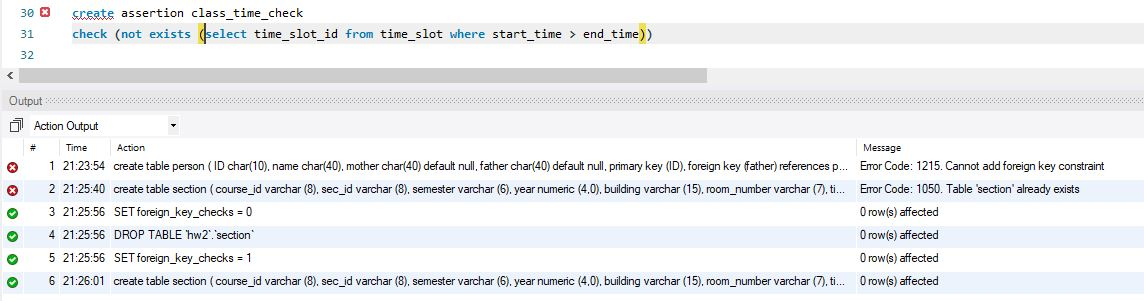 30 create assertion class_time_check
31 check (not exists (select time_slot_id from time_slot where start_time > end_time))
32
Output
Action Output
# Time Action Message
1 21:23:54 create table person ( ID char(10), name char(40), mother char(40) default null, father char(40) default null, primary key (ID), foreign key (father) references p... Error Code: 1215. Cannot add foreign key constraint
2 21:25:40 create table section ( course_id varchar (8), sec_id varchar (8), semester varchar (6), year numeric (4,0), building varchar (15), room_number varchar (7), ti... Error Code: 1050. Table 'section' already exists
3 21:25:56 SET foreign_key_checks = 0 0 row(s) affected
4 21:25:56 DROP TABLE `hw2`.`section` 0 row(s) affected
5 21:25:56 SET foreign_key_checks = 1 0 row(s) affected
6 21:26:01 create table section ( course_id varchar (8), sec_id varchar (8), semester varchar (6), year numeric (4,0), building varchar (15), room_number varchar (7), ti... 0 row(s) affected